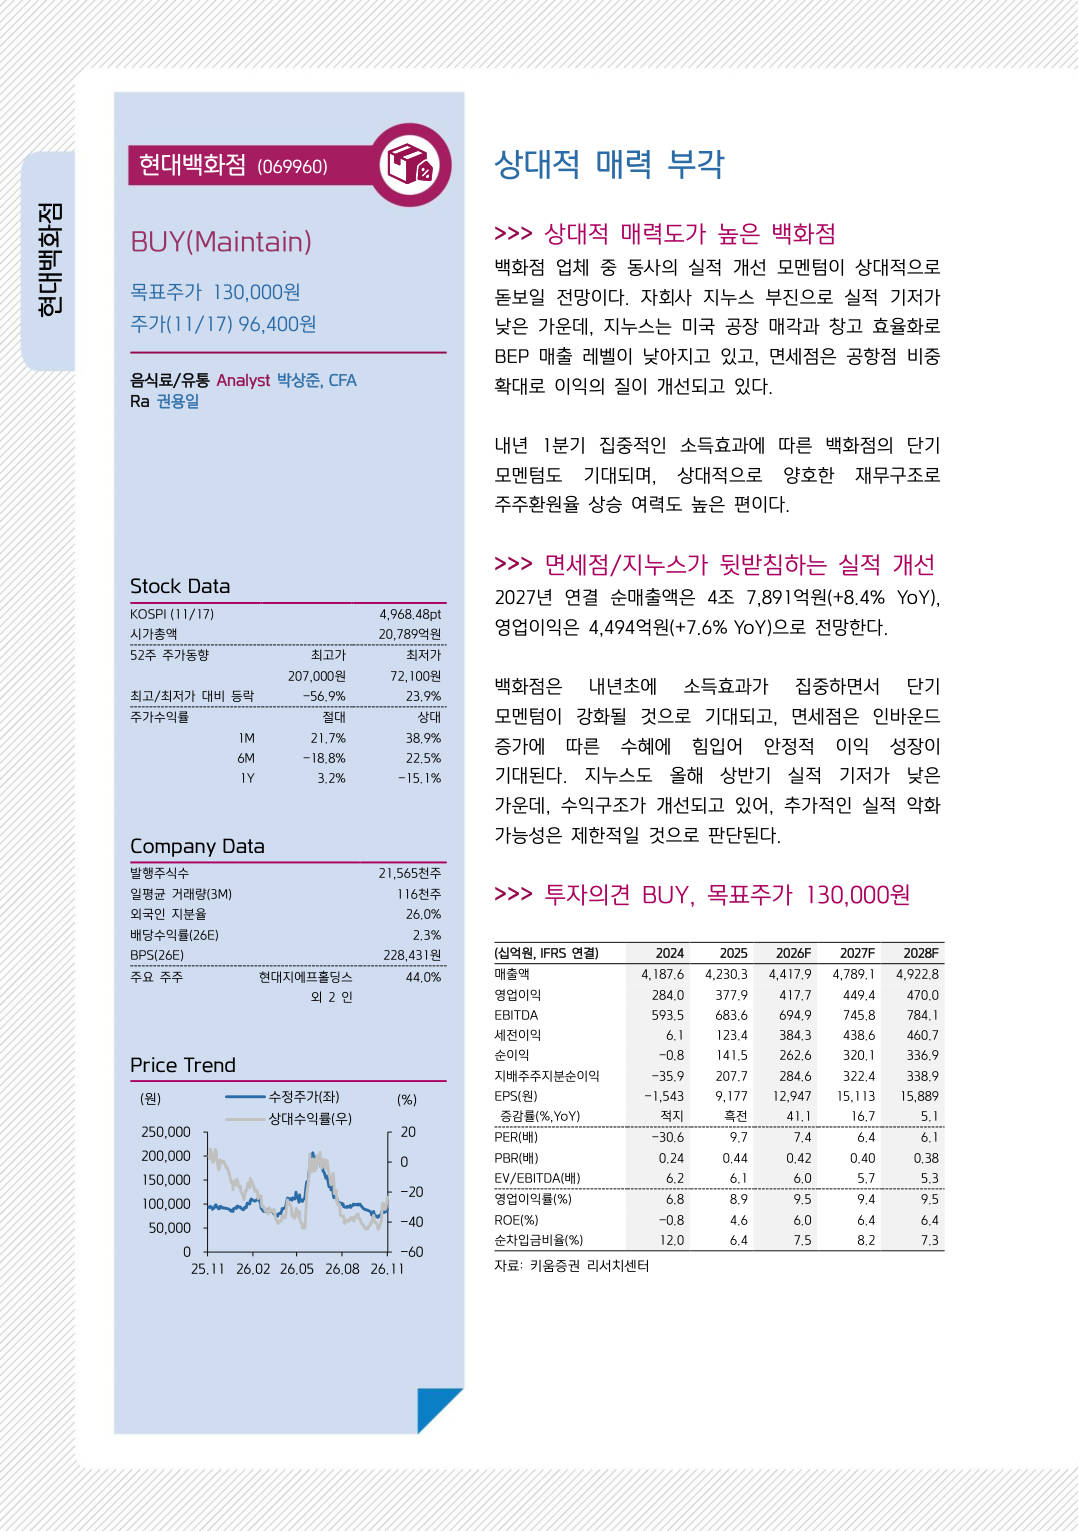 현대백화점
현대백화점 (069960)
BUY(Maintain)
목표주가 130,000원
주가(11/17) 96,400원
음식료/유통 Analyst 박상준, CFA
Ra 권용일
Stock Data
KOSPI (11/17) 4,968.48pt
시가총액 20,789억원
52주 주가동향 최고가 최저가
207,000원 72,100원
최고/최저가 대비 등락 -56.9% 23.9%
주가수익률 절대 상대
1M 21.7% 38.9%
6M -18.8% 22.5%
1Y 3.2% -15.1%
Company Data
발행주식수 21,565천주
일평균 거래량(3M) 116천주
외국인 지분율 26.0%
배당수익률(26E) 2.3%
BPS(26E) 228,431원
주요 주주 현대지에프홀딩스 44.0%
외 2 인
Price Trend
(원) 수정주가(좌) (%)
상대수익률(우)
250,000 20
200,000 0
150,000 -20
100,000
50,000 -40
0 -60
25.11 26.02 26.05 26.08 26.11
상대적 매력 부각
>>> 상대적 매력도가 높은 백화점
백화점 업체 중 동사의 실적 개선 모멘텀이 상대적으로
돋보일 전망이다. 자회사 지누스 부진으로 실적 기저가
낮은 가운데, 지누스는 미국 공장 매각과 창고 효율화로
BEP 매출 레벨이 낮아지고 있고, 면세점은 공항점 비중
확대로 이익의 질이 개선되고 있다.
내년 1분기 집중적인 소득효과에 따른 백화점의 단기
모멘텀도 기대되며, 상대적으로 양호한 재무구조로
주주환원율 상승 여력도 높은 편이다.
>>> 면세점/지누스가 뒷받침하는 실적 개선
2027년 연결 순매출액은 4조 7,891억원(+8.4% YoY),
영업이익은 4,494억원(+7.6% YoY)으로 전망한다.
백화점은 내년초에 소득효과가 집중하면서 단기
모멘텀이 강화될 것으로 기대되고, 면세점은 인바운드
증가에 따른 수혜에 힘입어 안정적 이익 성장이
기대된다. 지누스도 올해 상반기 실적 기저가 낮은
가운데, 수익구조가 개선되고 있어, 추가적인 실적 악화
가능성은 제한적일 것으로 판단된다.
>>> 투자의견 BUY, 목표주가 130,000원
(십억원, IFRS 연결) 2024 2025 2026F 2027F 2028F
매출액 4,187.6 4,230.3 4,417.9 4,789.1 4,922.8
영업이익 284.0 377.9 417.7 449.4 470.0
EBITDA 593.5 683.6 694.9 745.8 784.1
세전이익 6.1 123.4 384.3 438.6 460.7
순이익 -0.8 141.5 262.6 320.1 336.9
지배주주지분순이익 -35.9 207.7 284.6 322.4 338.9
EPS(원) -1,543 9,177 12,947 15,113 15,889
증감률(%,YoY) 적지 흑전 41.1 16.7 5.1
PER(배) -30.6 9.7 7.4 6.4 6.1
PBR(배) 0.24 0.44 0.42 0.40 0.38
EV/EBITDA(배) 6.2 6.1 6.0 5.7 5.3
영업이익률(%) 6.8 8.9 9.5 9.4 9.5
ROE(%) -0.8 4.6 6.0 6.4 6.4
순차입금비율(%) 12.0 6.4 7.5 8.2 7.3
자료: 키움증권 리서치센터